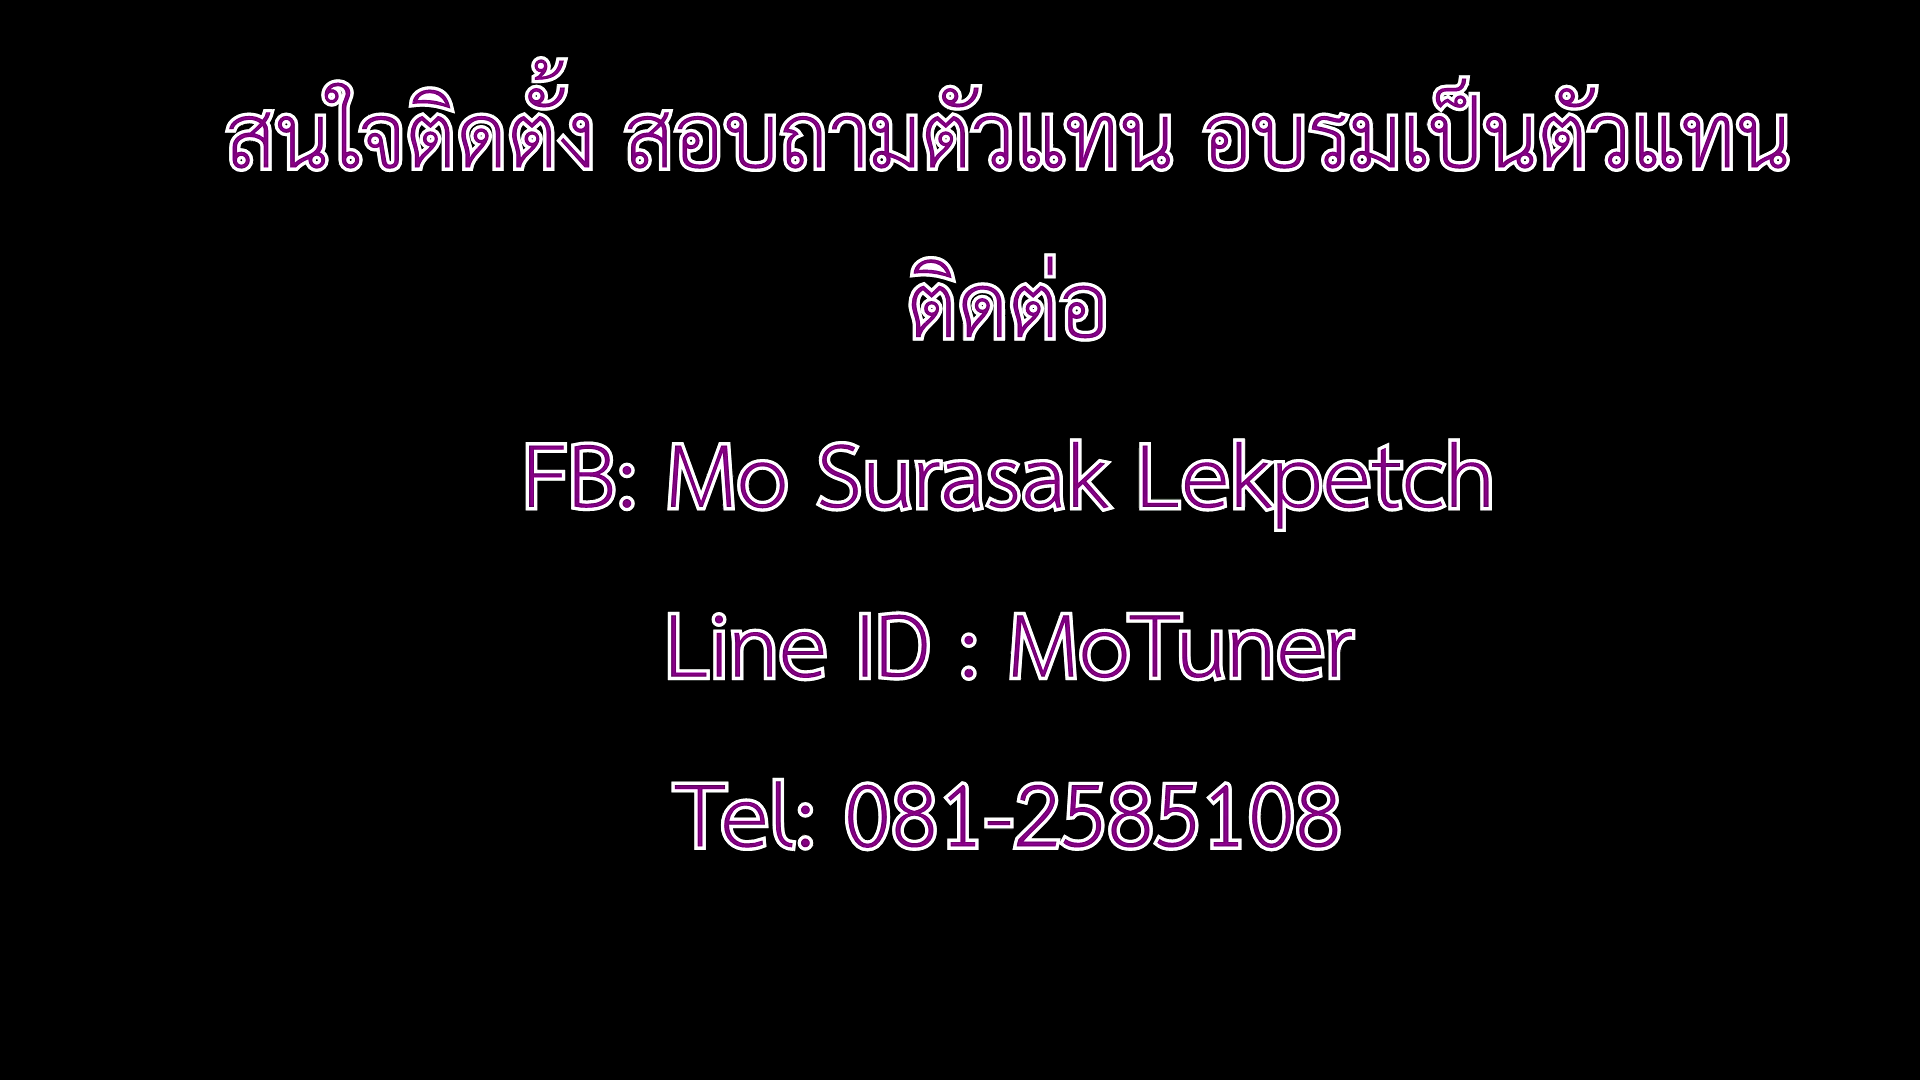 สนใจติดตั้ง สอบถามตัวแทน อบรมเป็นตัวแทน
ติดต่อ
FB: Mo Surasak Lekpetch
Line ID : MoTuner
Tel: 081-2585108